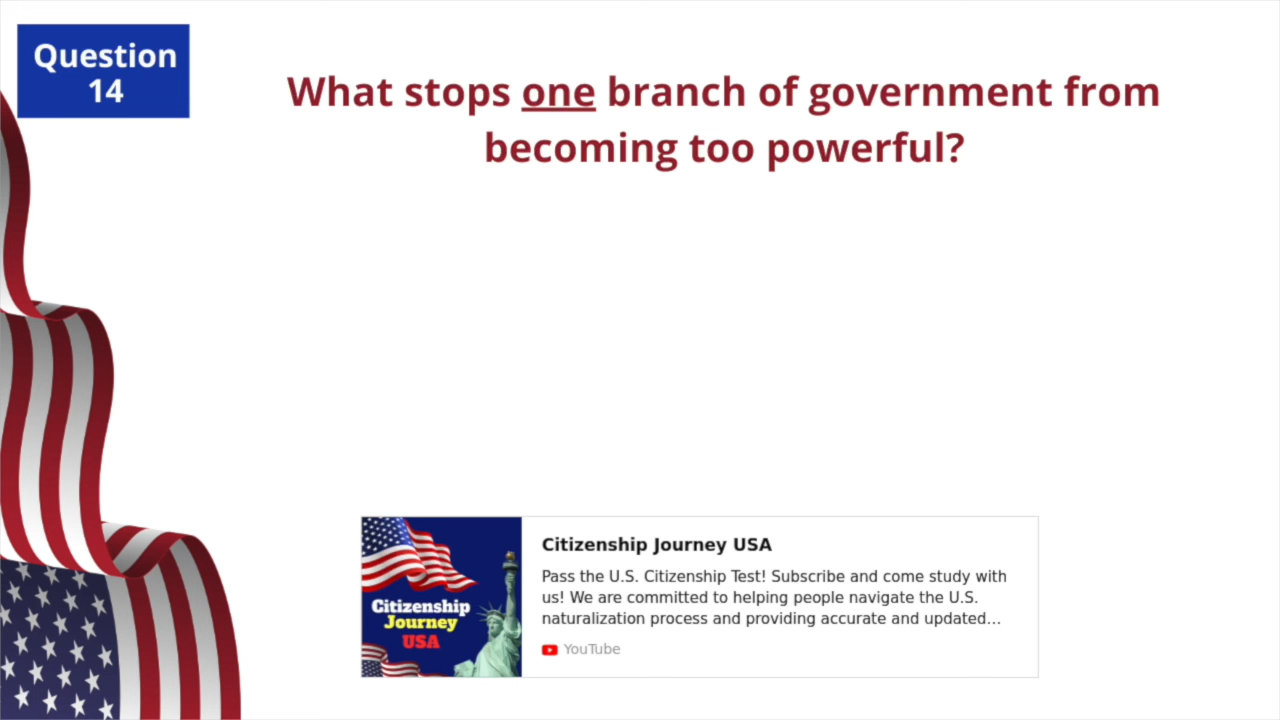 Question
14
What stops one branch of government from
becoming too powerful?
Citizenship
Journey
USA
Citizenship Journey USA
Pass the U.S. Citizenship Test! Subscribe and come study with
us! We are committed to helping people navigate the U.S.
naturalization process and providing accurate and updated...
YouTube